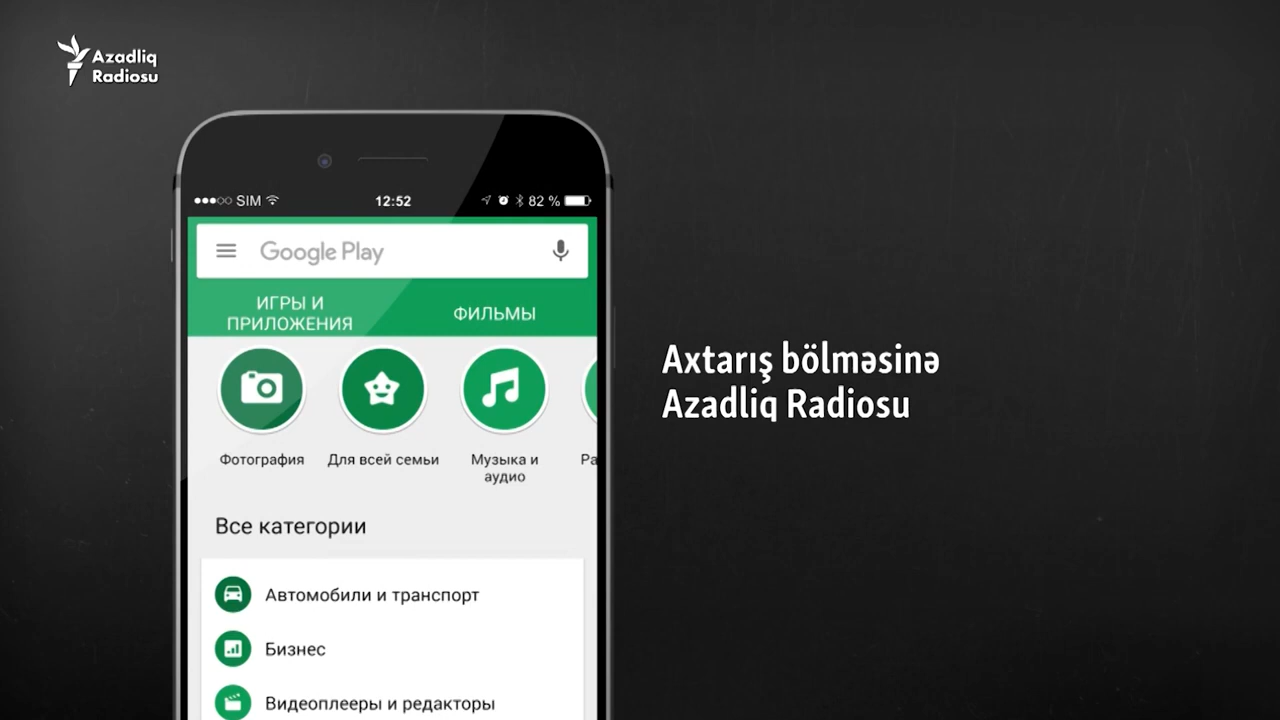 Azadliq
Radiosu
SIM
12:52
82 %
Google Play
ИГРЫ И
ПРИЛОЖЕНИЯ
ФИЛЬМЫ
Фотография
Для всей семьи
Музыка и
аудио
Ра
Все категории
Автомобили и транспорт
Бизнес
Видеоплееры и редакторы
Axtarış bölməsinə
Azadliq Radiosu